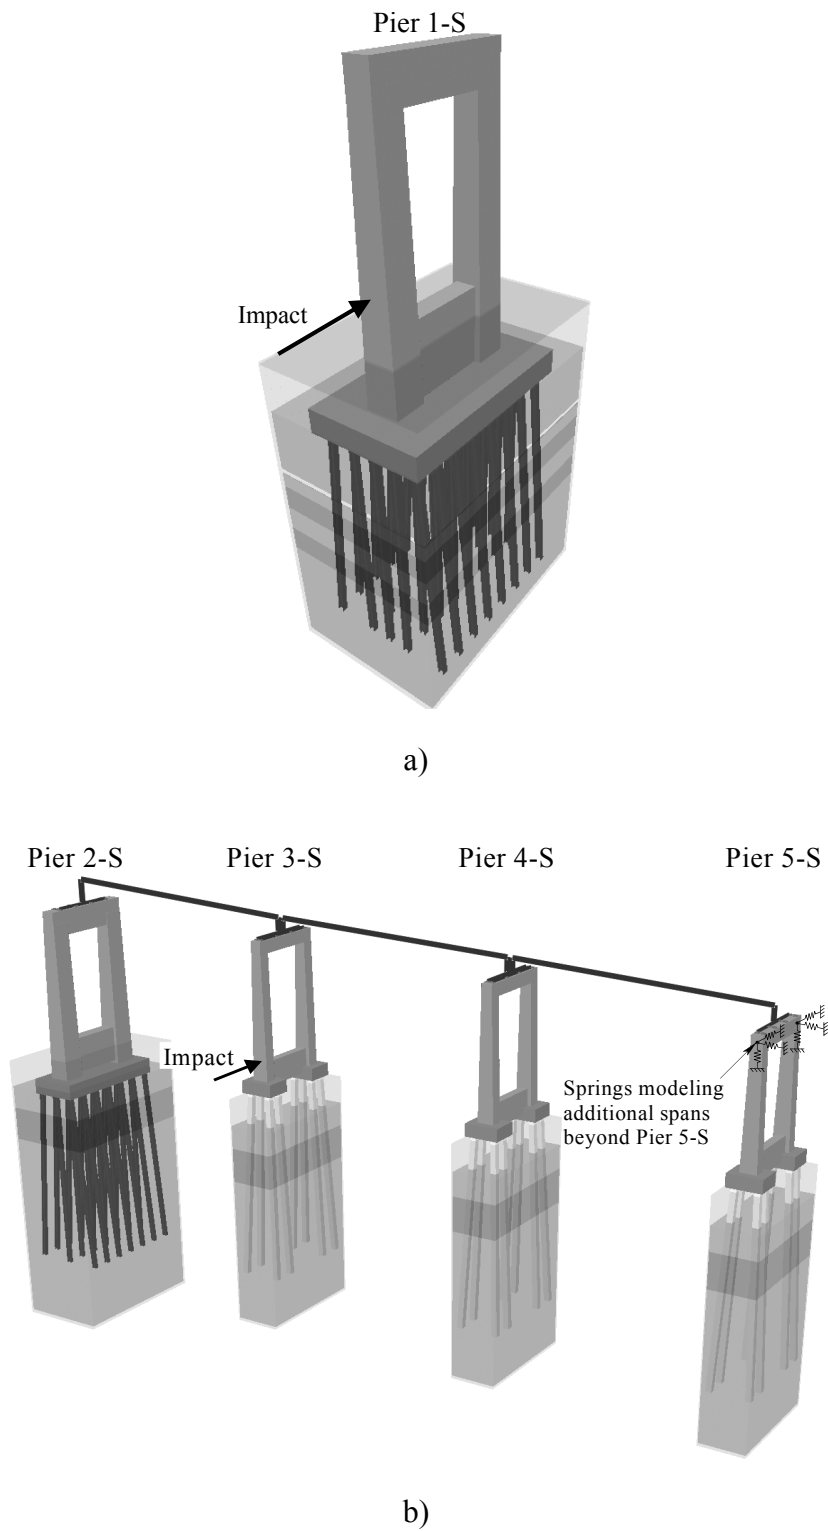 Pier 1-S
Impact
a)
Pier 2-S
Pier 3-S
Pier 4-S
Pier 5-S
Impact
Springs modeling
additional spans
beyond Pier 5-S
b)